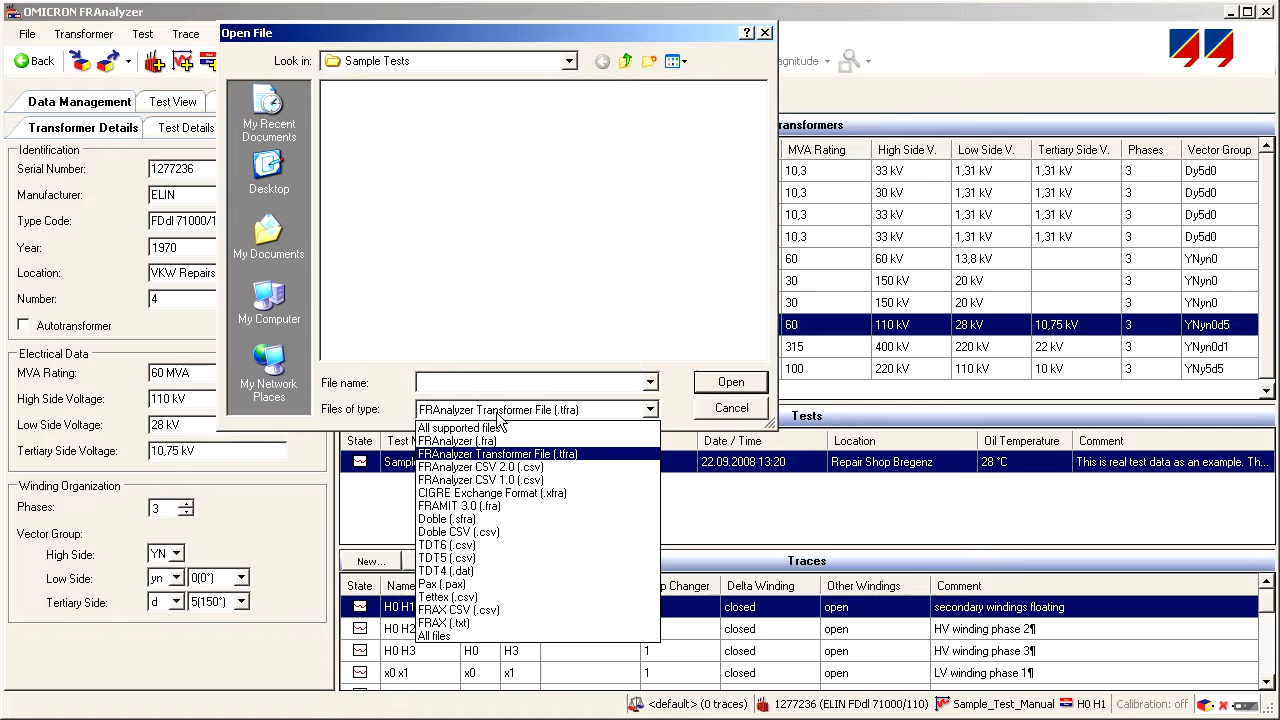 OMICRON FRAnalyzer
Transformer Test Trace
Open File
Back
Look in: Sample Tests
agnitude
Data Management Test View
Transformer Details Test Details
My Recent
Documents
Desktop
My Documents
My Computer
My Network
Places
Identification
Serial Number: 1277236
Manufacturer: ELIN
Type Code: FDdl 71000/1
Year: 1970
Location: VKW Repairs
Number: 4
Autotransformer
Electrical Data
MVA Rating: 60 MVA
High Side Voltage: 110 kV
Low Side Voltage: 28 kV
Tertiary Side Voltage: 10,75 kV
Winding Organization
Phases: 3
Vector Group:
High Side: YN
Low Side: yn 0(0°)
Tertiary Side: d 5(150°)
File name: Open
Files of type: FRAnalyzer Transformer File (.tfra) Cancel
All supported files
FRAnalyzer (.fra)
FRAnalyzer Transformer File (.tfra)
FRAnalyzer CSV 2.0 (.csv)
FRAnalyzer CSV 1.0 (.csv)
CIGRE Exchange Format (.xfra)
FRAMIT 3.0 (.fra)
Doble (.sfra)
Doble CSV (.csv)
TDT6 (.csv)
TDT5 (.csv)
TDT4 (.dat)
Pax (.pax)
Tettex (.csv)
FRAX CSV (.csv)
FRAX (.txt)
All files
ransformers
MVA Rating High Side V. Low Side V. Tertiary Side V. Phases Vector Group
10,3 33 kV 1,31 kV 1,31 kV 3 Dy5d0
10,3 30 kV 1,31 kV 1,31 kV 3 Dy5d0
10,3 33 kV 1,31 kV 1,31 kV 3 Dy5d0
10,3 33 kV 1,31 kV 1,31 kV 3 Dy5d0
60 60 kV 13,8 kV 3 YNyn0
30 150 kV 20 kV 3 YNyn0
30 150 kV 20 kV 3 YNyn0
60 110 kV 28 kV 10,75 kV 3 YNyn0d5
315 400 kV 220 kV 22 kV 3 YNyn0d1
100 220 kV 110 kV 10 kV 3 YNy5d5
Tests
State Test N Date / Time Location Oil Temperature Comment
Samp 22.09.2008 13:20 Repair Shop Bregenz 28 °C This is real test data as an example. Th...
New... Traces
State Nam p Changer Delta Winding Other Windings Comment
H0 H1 closed open secondary windings floating
H0 H2 closed open HV winding phase 2¶
H0 H3 H0 H3 1 closed open HV winding phase 3¶
x0 x1 x0 x1 1 closed open LV winding phase 1¶
<default> (0 traces) 1277236 (ELIN FDdl 71000/110) Sample_Test_Manual H0 H1 Calibration: off